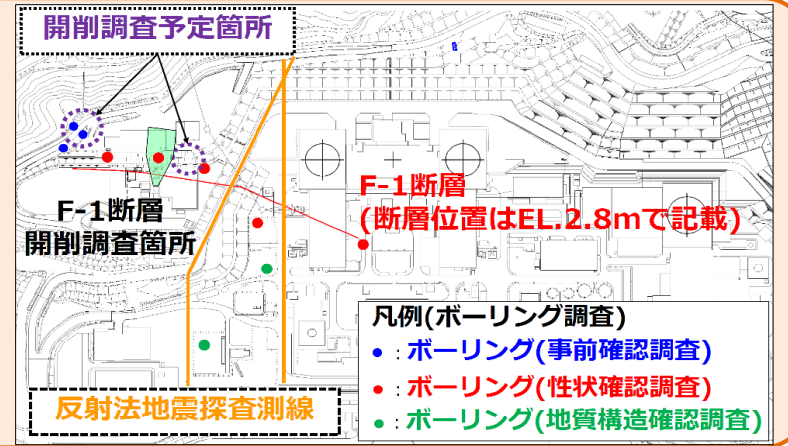 開削調査予定箇所
F-1断層
(断層位置はEL.2.8mで記載)
F-1断層
開削調査箇所
凡例(ボーリング調査)
：ボーリング(事前確認調査)
：ボーリング(性状確認調査)
：ボーリング(地質構造確認調査)
反射法地震探査測線